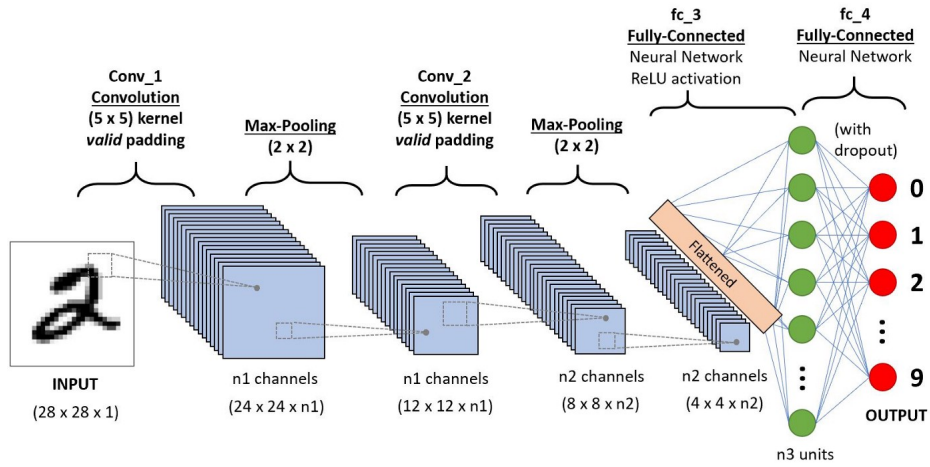 fc_3
Fully-Connected
Neural Network
ReLU activation
fc_4
Fully-Connected
Neural Network
Conv_1
Convolution
(5 x 5) kernel
valid padding
Max-Pooling
(2 x 2)
Conv_2
Convolution
(5 x 5) kernel
valid padding
Max-Pooling
(2 x 2)
(with
dropout)
Flattened
0
1
2
9
INPUT
(28 x 28 x 1)
n1 channels
(24 x 24 x n1)
n1 channels
(12 x 12 x n1)
n2 channels
(8 x 8 x n2)
n2 channels
(4 x 4 x n2)
OUTPUT
n3 units
2